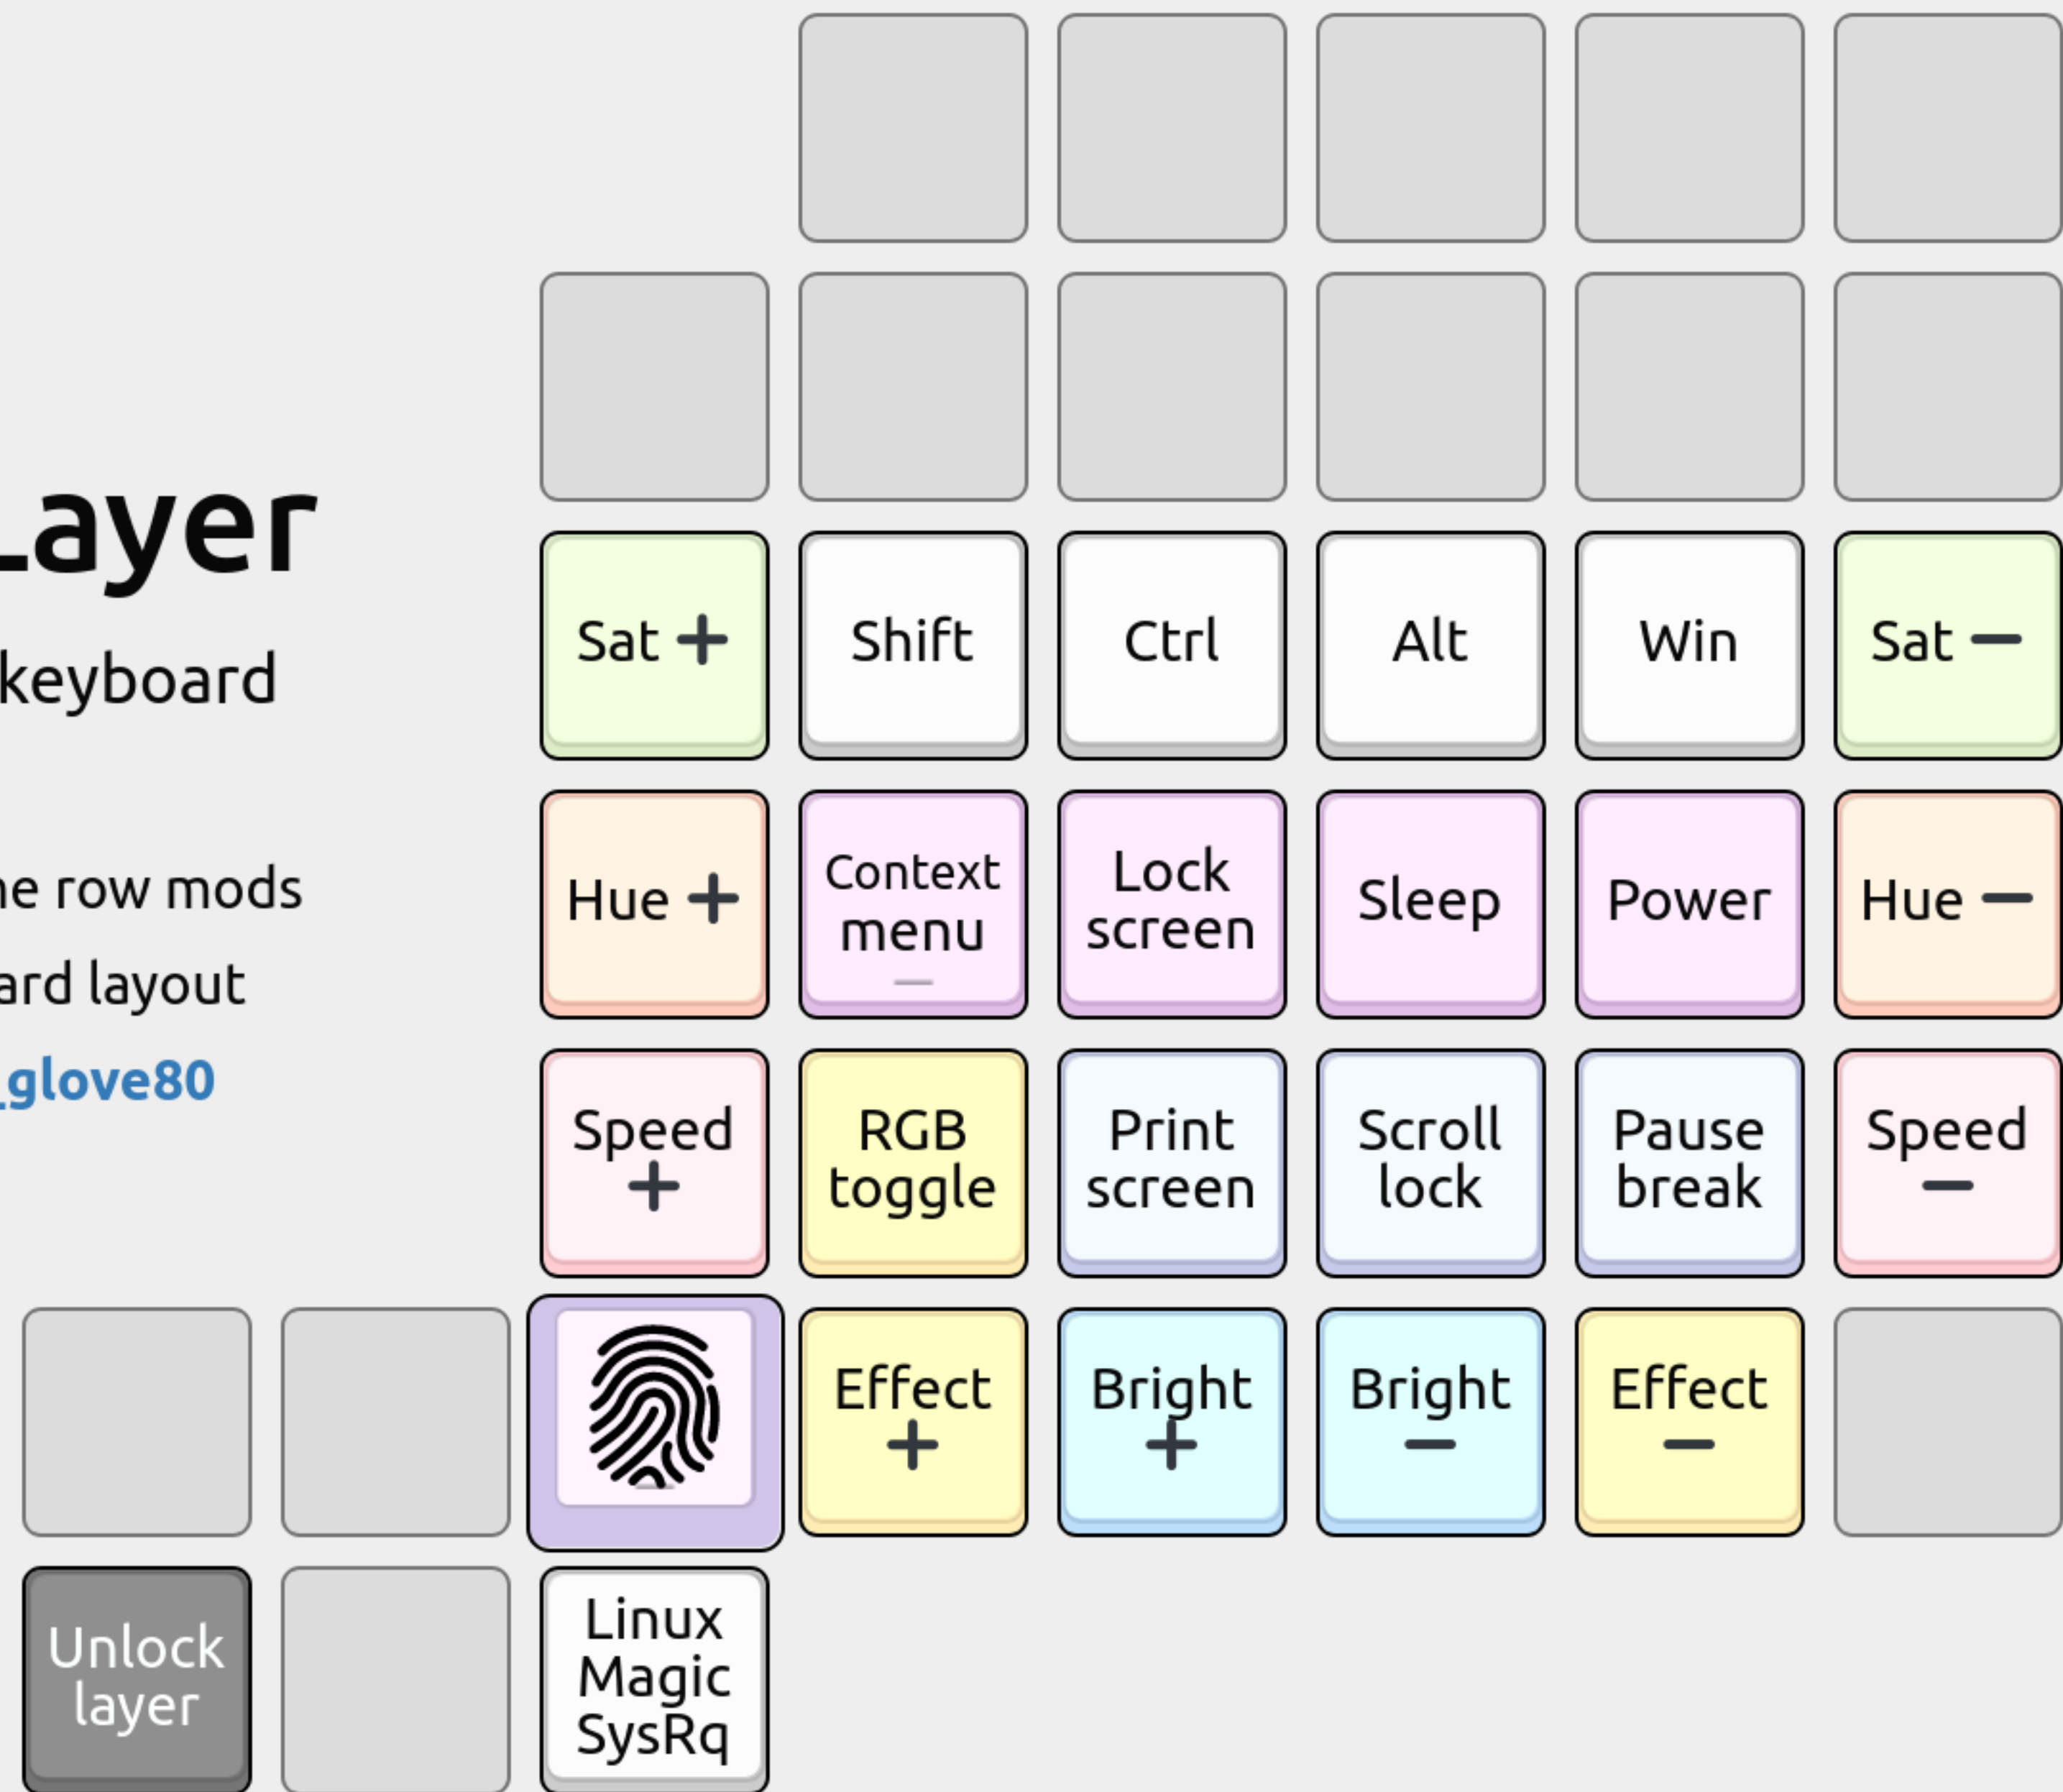 Layer
keyboard
ne row mods
ard layout
_glove80
Sat +
Shift
Ctrl
Alt
Win
Sat −
Hue +
Context
menu
Lock
screen
Sleep
Power
Hue −
Speed
+
RGB
toggle
Print
screen
Scroll
lock
Pause
break
Speed
−
Effect
+
Bright
+
Bright
−
Effect
−
Unlock
layer
Linux
Magic
SysRq